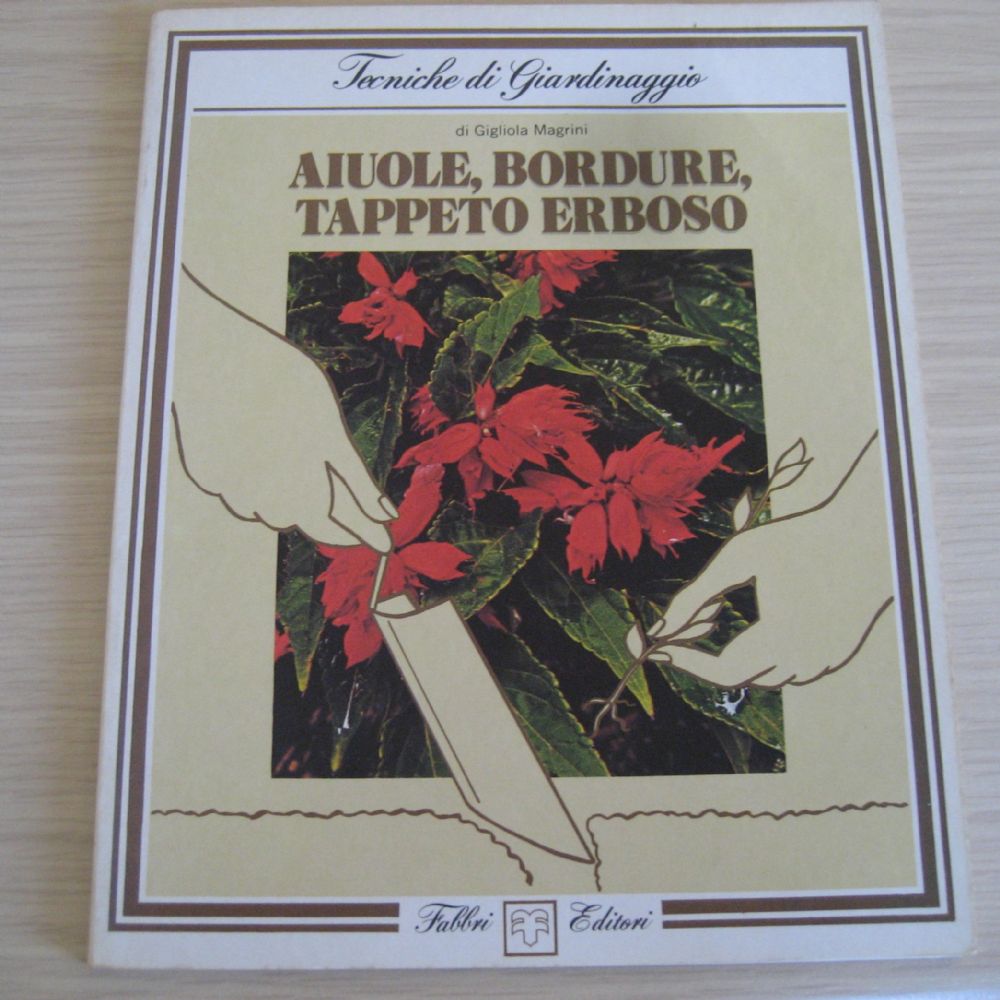 Tecniche di Giardinaggio
di Gigliola Magrini
AIUOLE, BORDURE,
TAPPETO ERBOSO
Fabbri Editori